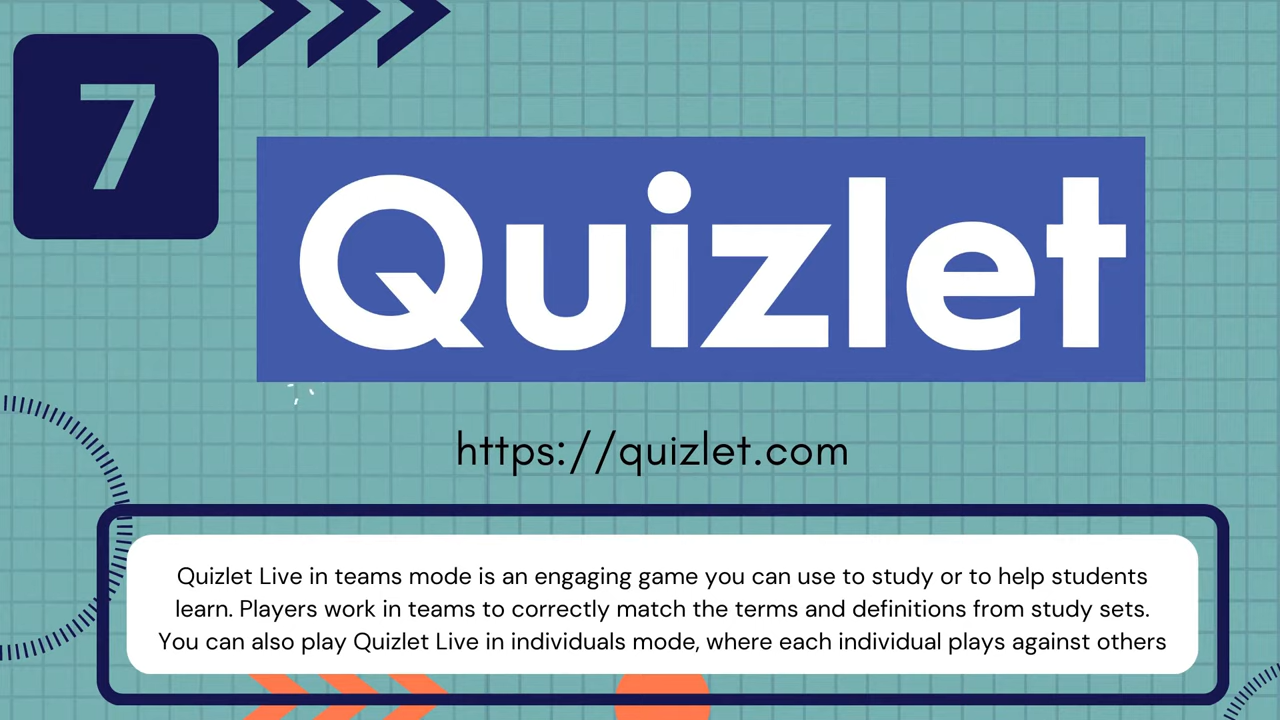 7
Quizlet
https://quizlet.com
Quizlet Live in teams mode is an engaging game you can use to study or to help students
learn. Players work in teams to correctly match the terms and definitions from study sets.
You can also play Quizlet Live in individuals mode, where each individual plays against others